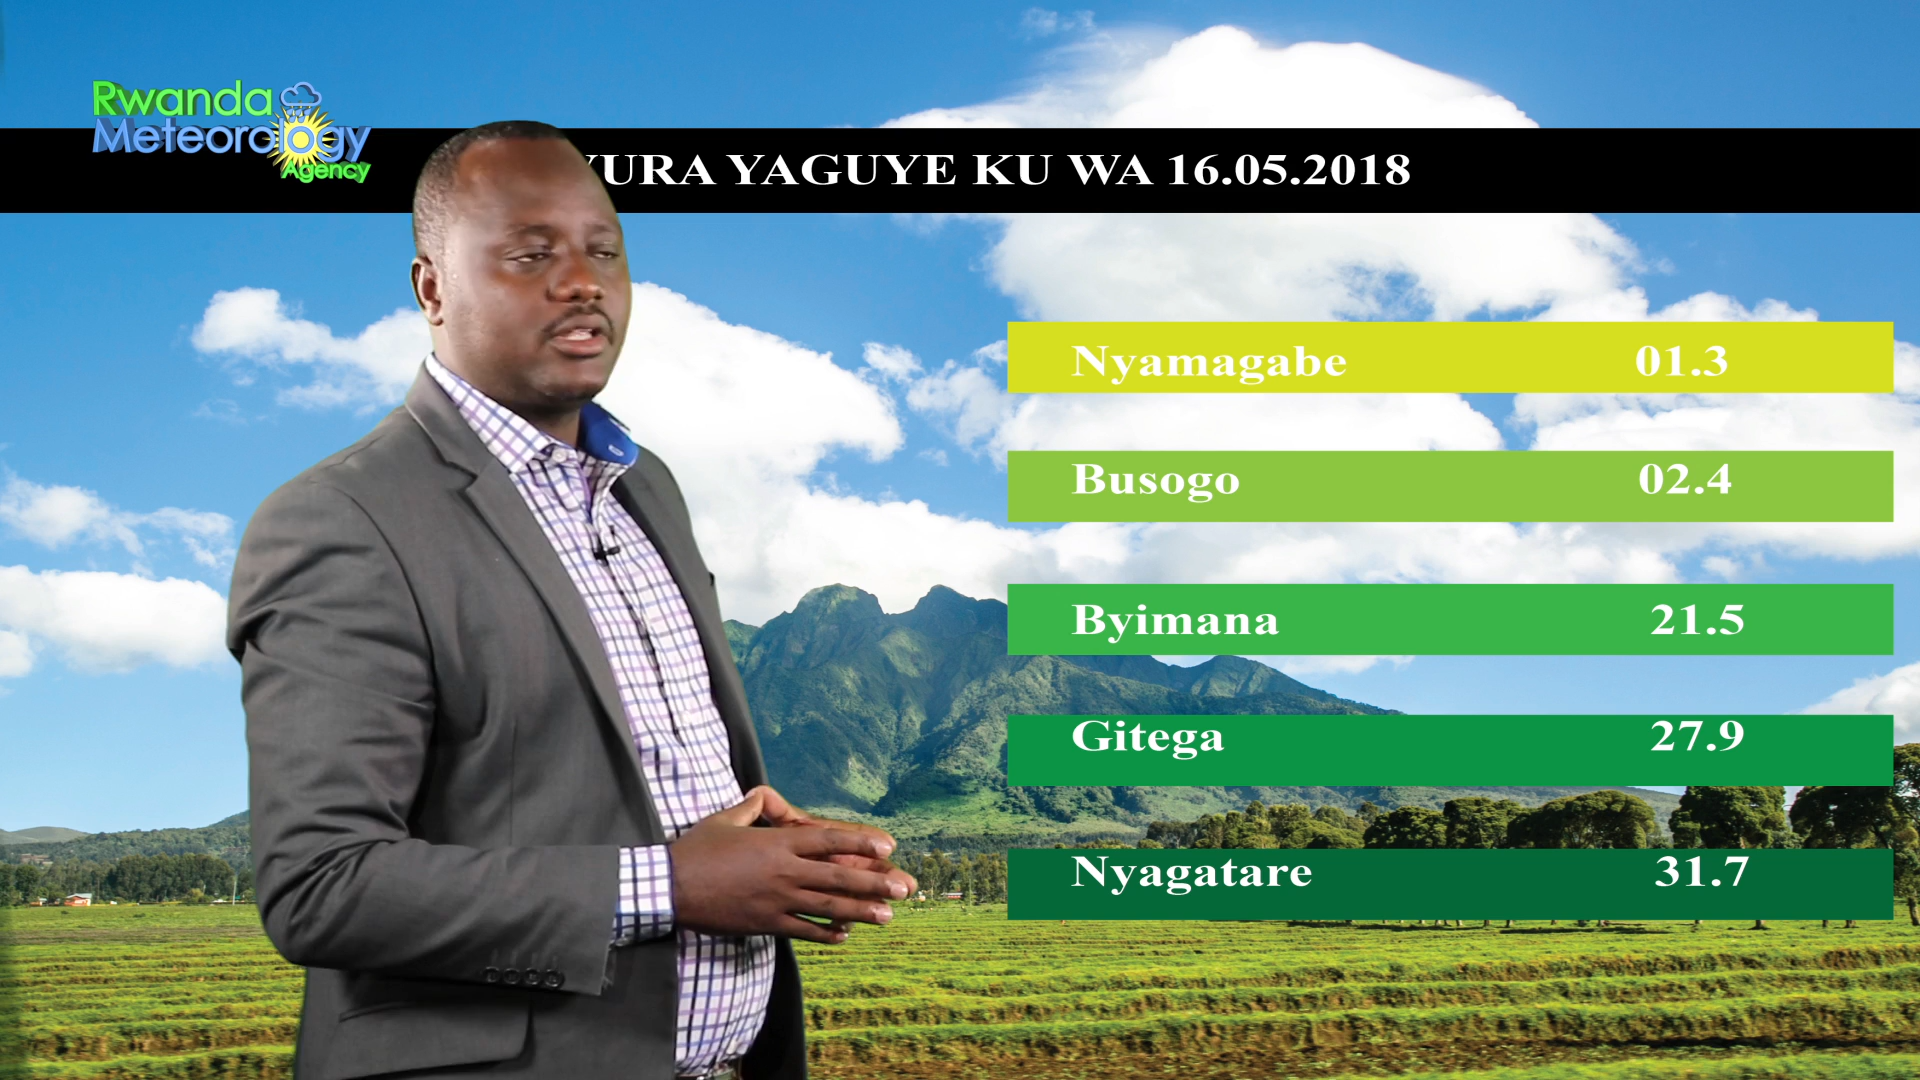 Rwanda
Meteorology
Agency
URA YAGUYE KU WA 16.05.2018
Nyamagabe 01.3
Busogo 02.4
Byimana 21.5
Gitega 27.9
Nyagatare 31.7